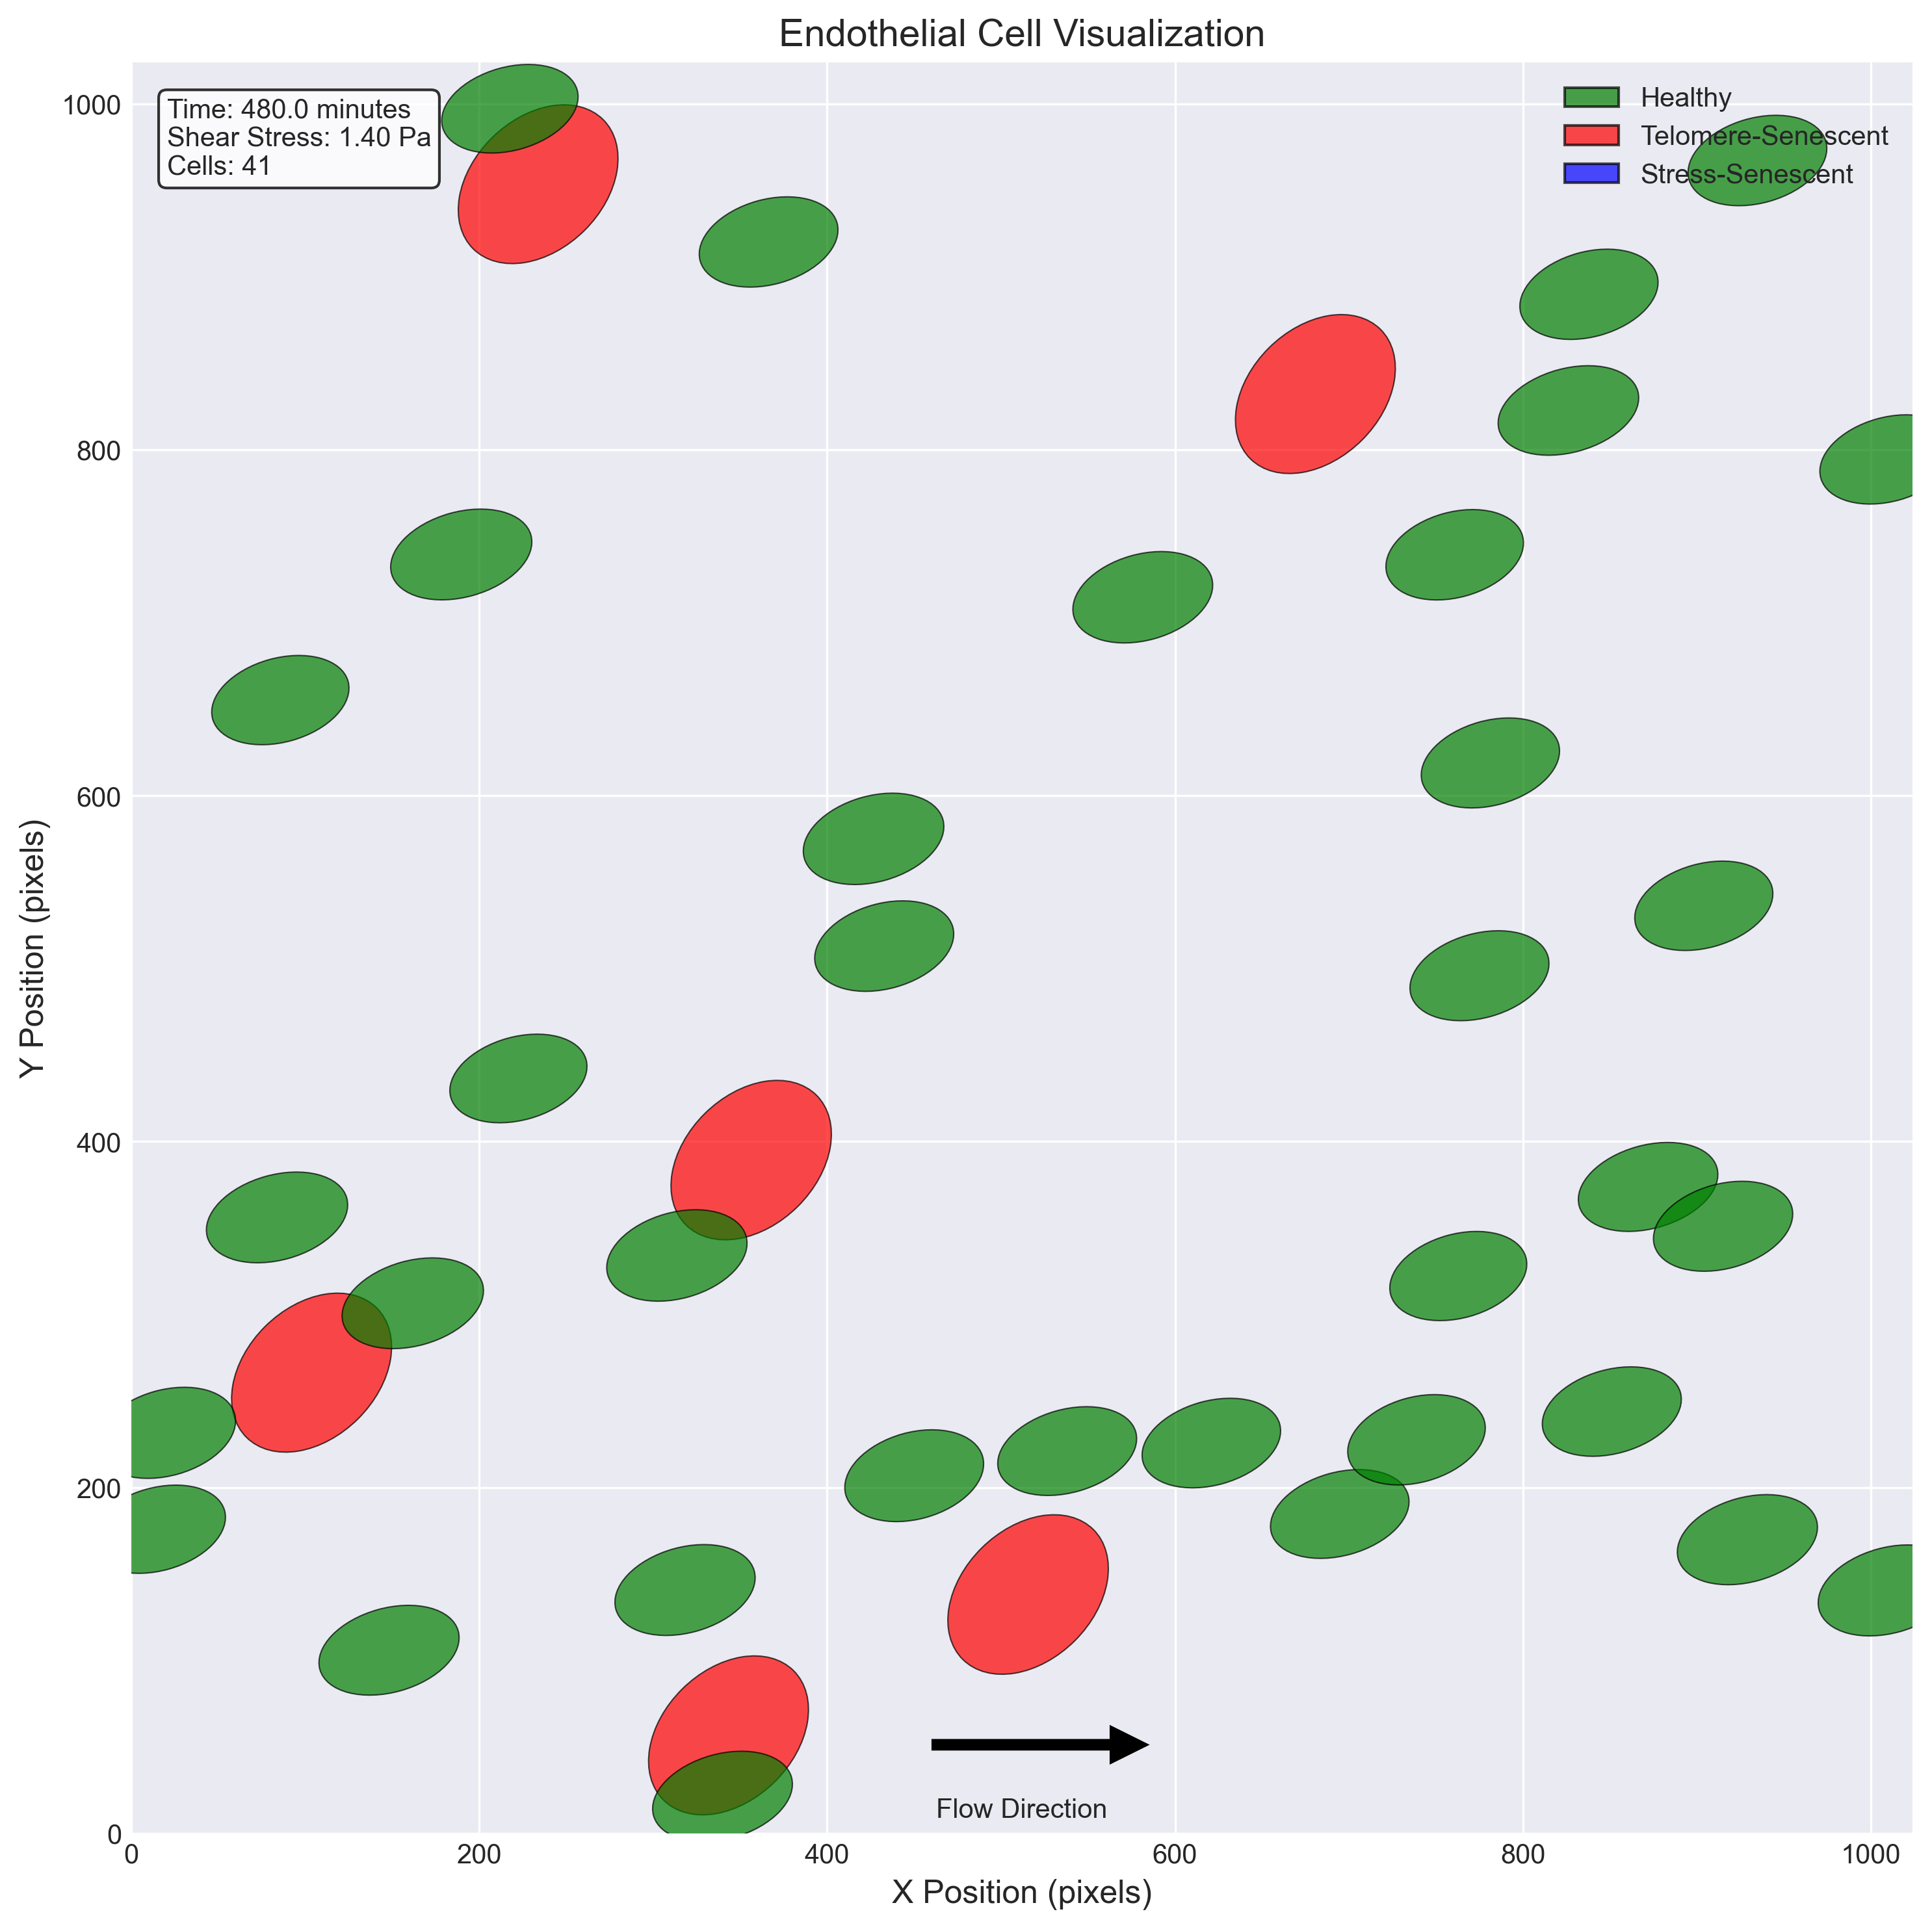 Endothelial Cell Visualization
Time: 480.0 minutes
Shear Stress: 1.40 Pa
Cells: 41
Healthy
Telomere-Senescent
Stress-Senescent
1000
800
600
400
200
0
Y Position (pixels)
Flow Direction
0 200 400 600 800 1000
X Position (pixels)